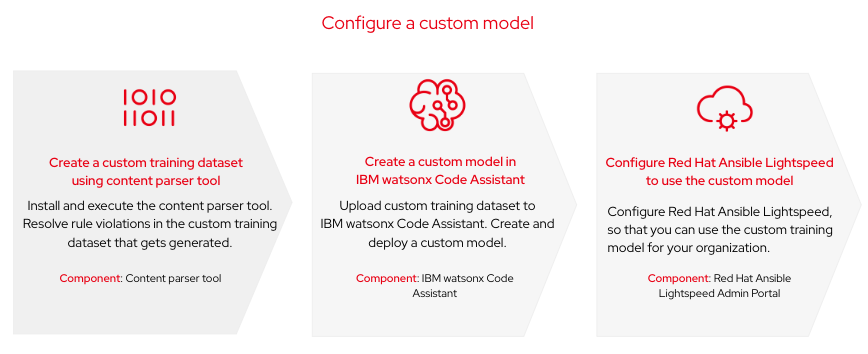 Configure a custom model
1010
11011
Create a custom training dataset
using content parser tool
Install and execute the content parser tool.
Resolve rule violations in the custom training
dataset that gets generated.
Component: Content parser tool
Create a custom model in
IBM watsonx Code Assistant
Upload custom training dataset to
IBM watsonx Code Assistant. Create and
deploy a custom model.
Component: IBM watsonx Code
Assistant
Configure Red Hat Ansible Lightspeed
to use the custom model
Configure Red Hat Ansible Lightspeed,
so that you can use the custom training
model for your organization.
Component: Red Hat Ansible
Lightspeed Admin Portal